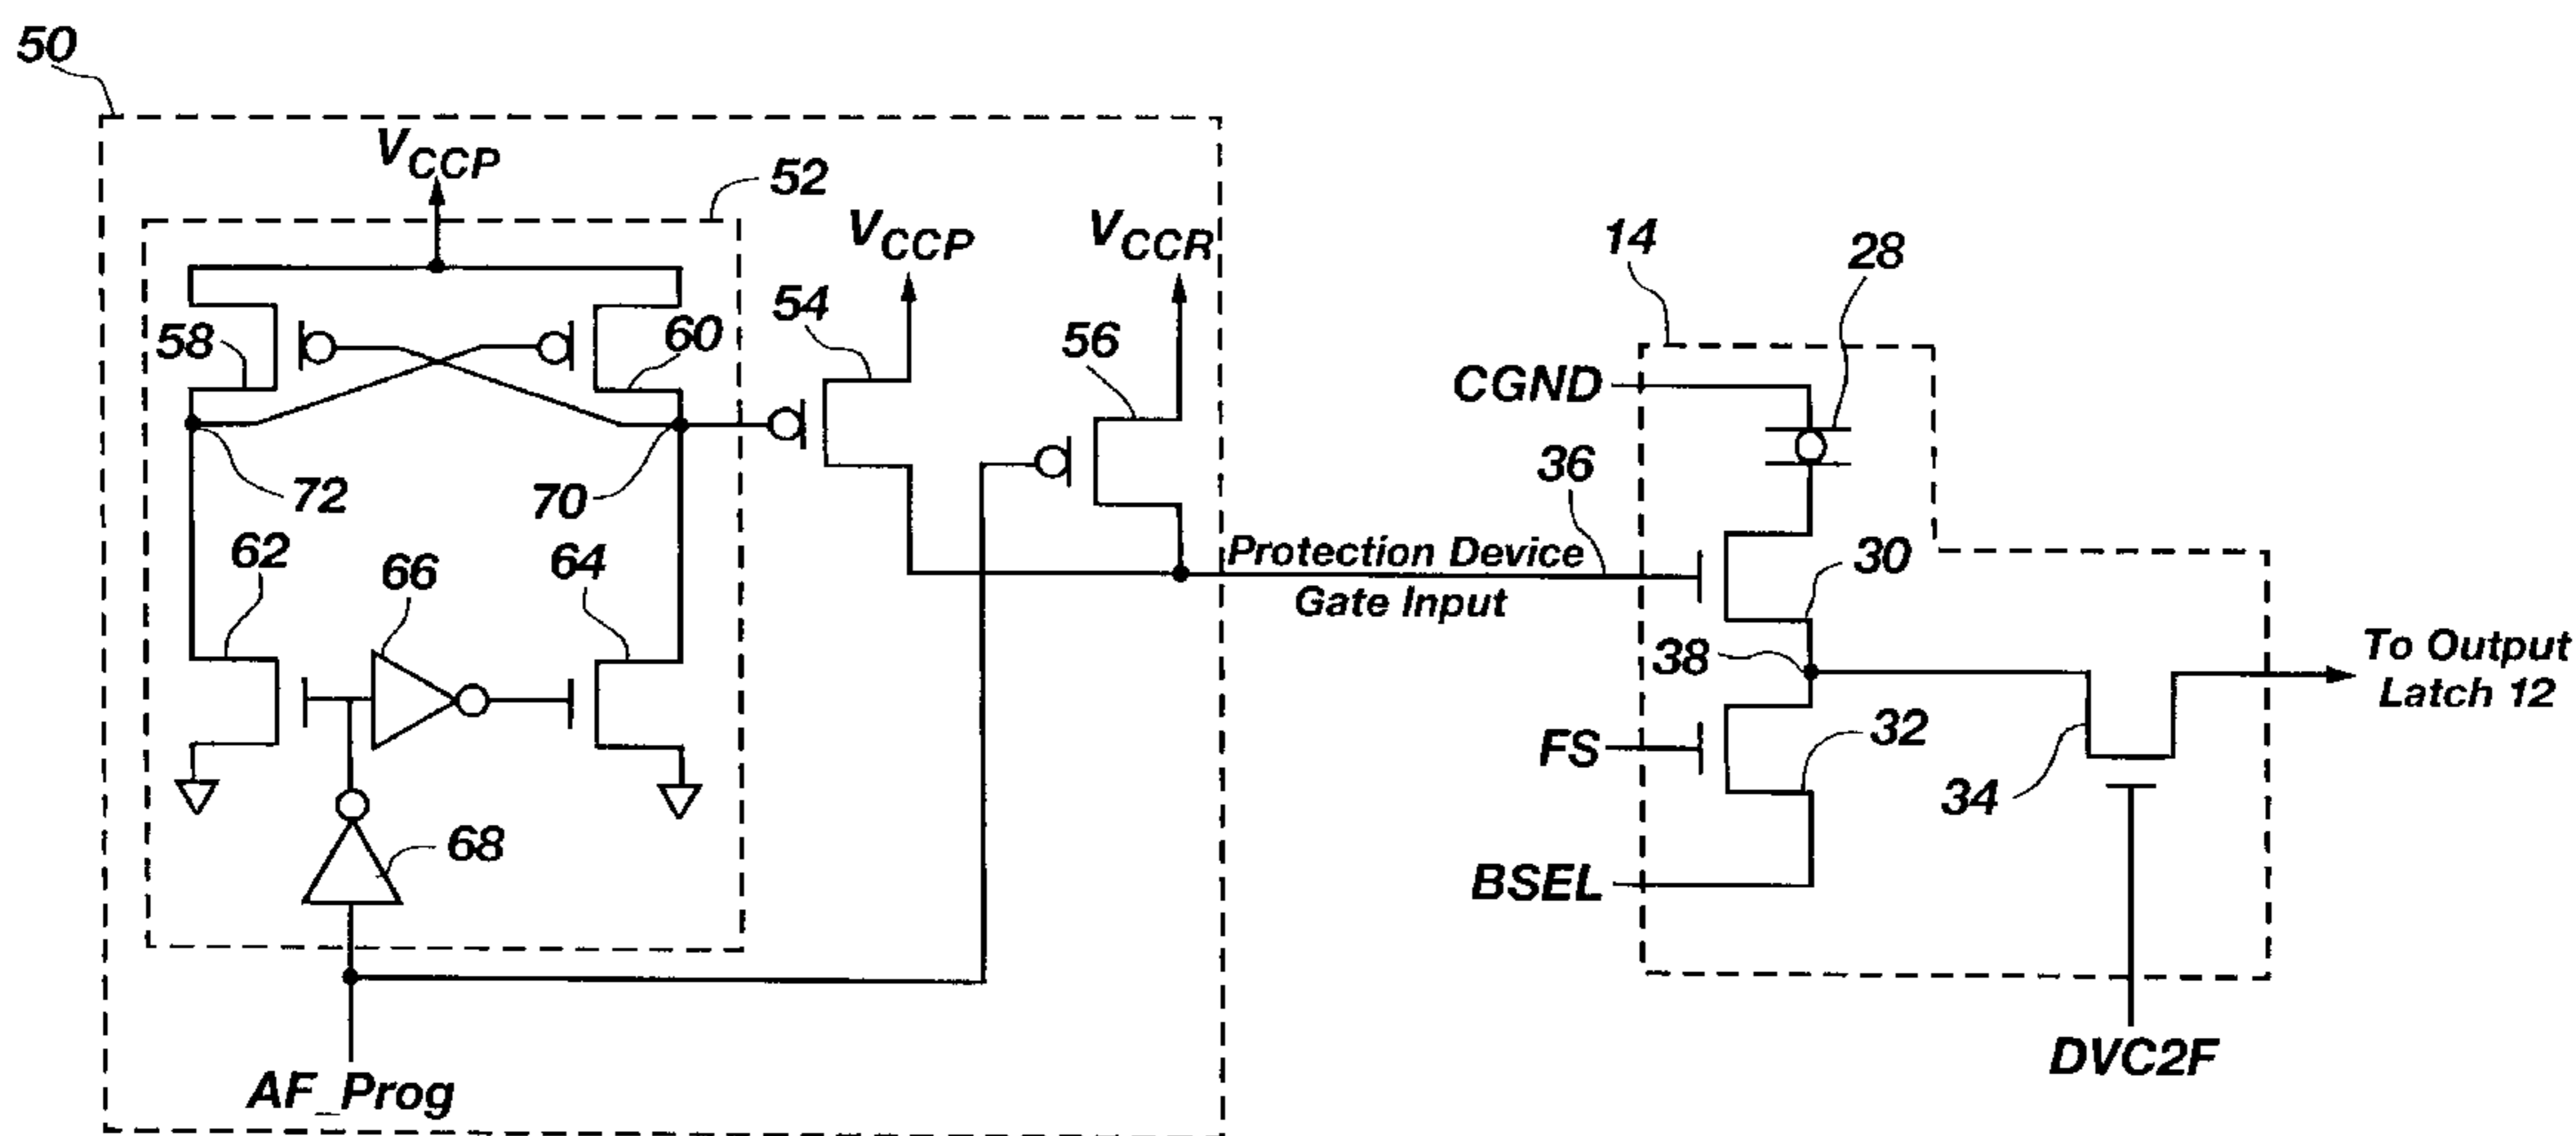 50
VCCP
52
VCCP
VCCR
14
28
54
58
60
56
CGND
36
72
70
62
66
64
Protection Device
Gate Input
30
38
To Output
Latch 12
FS
32
34
68
BSEL
AF_Prog
DVC2F